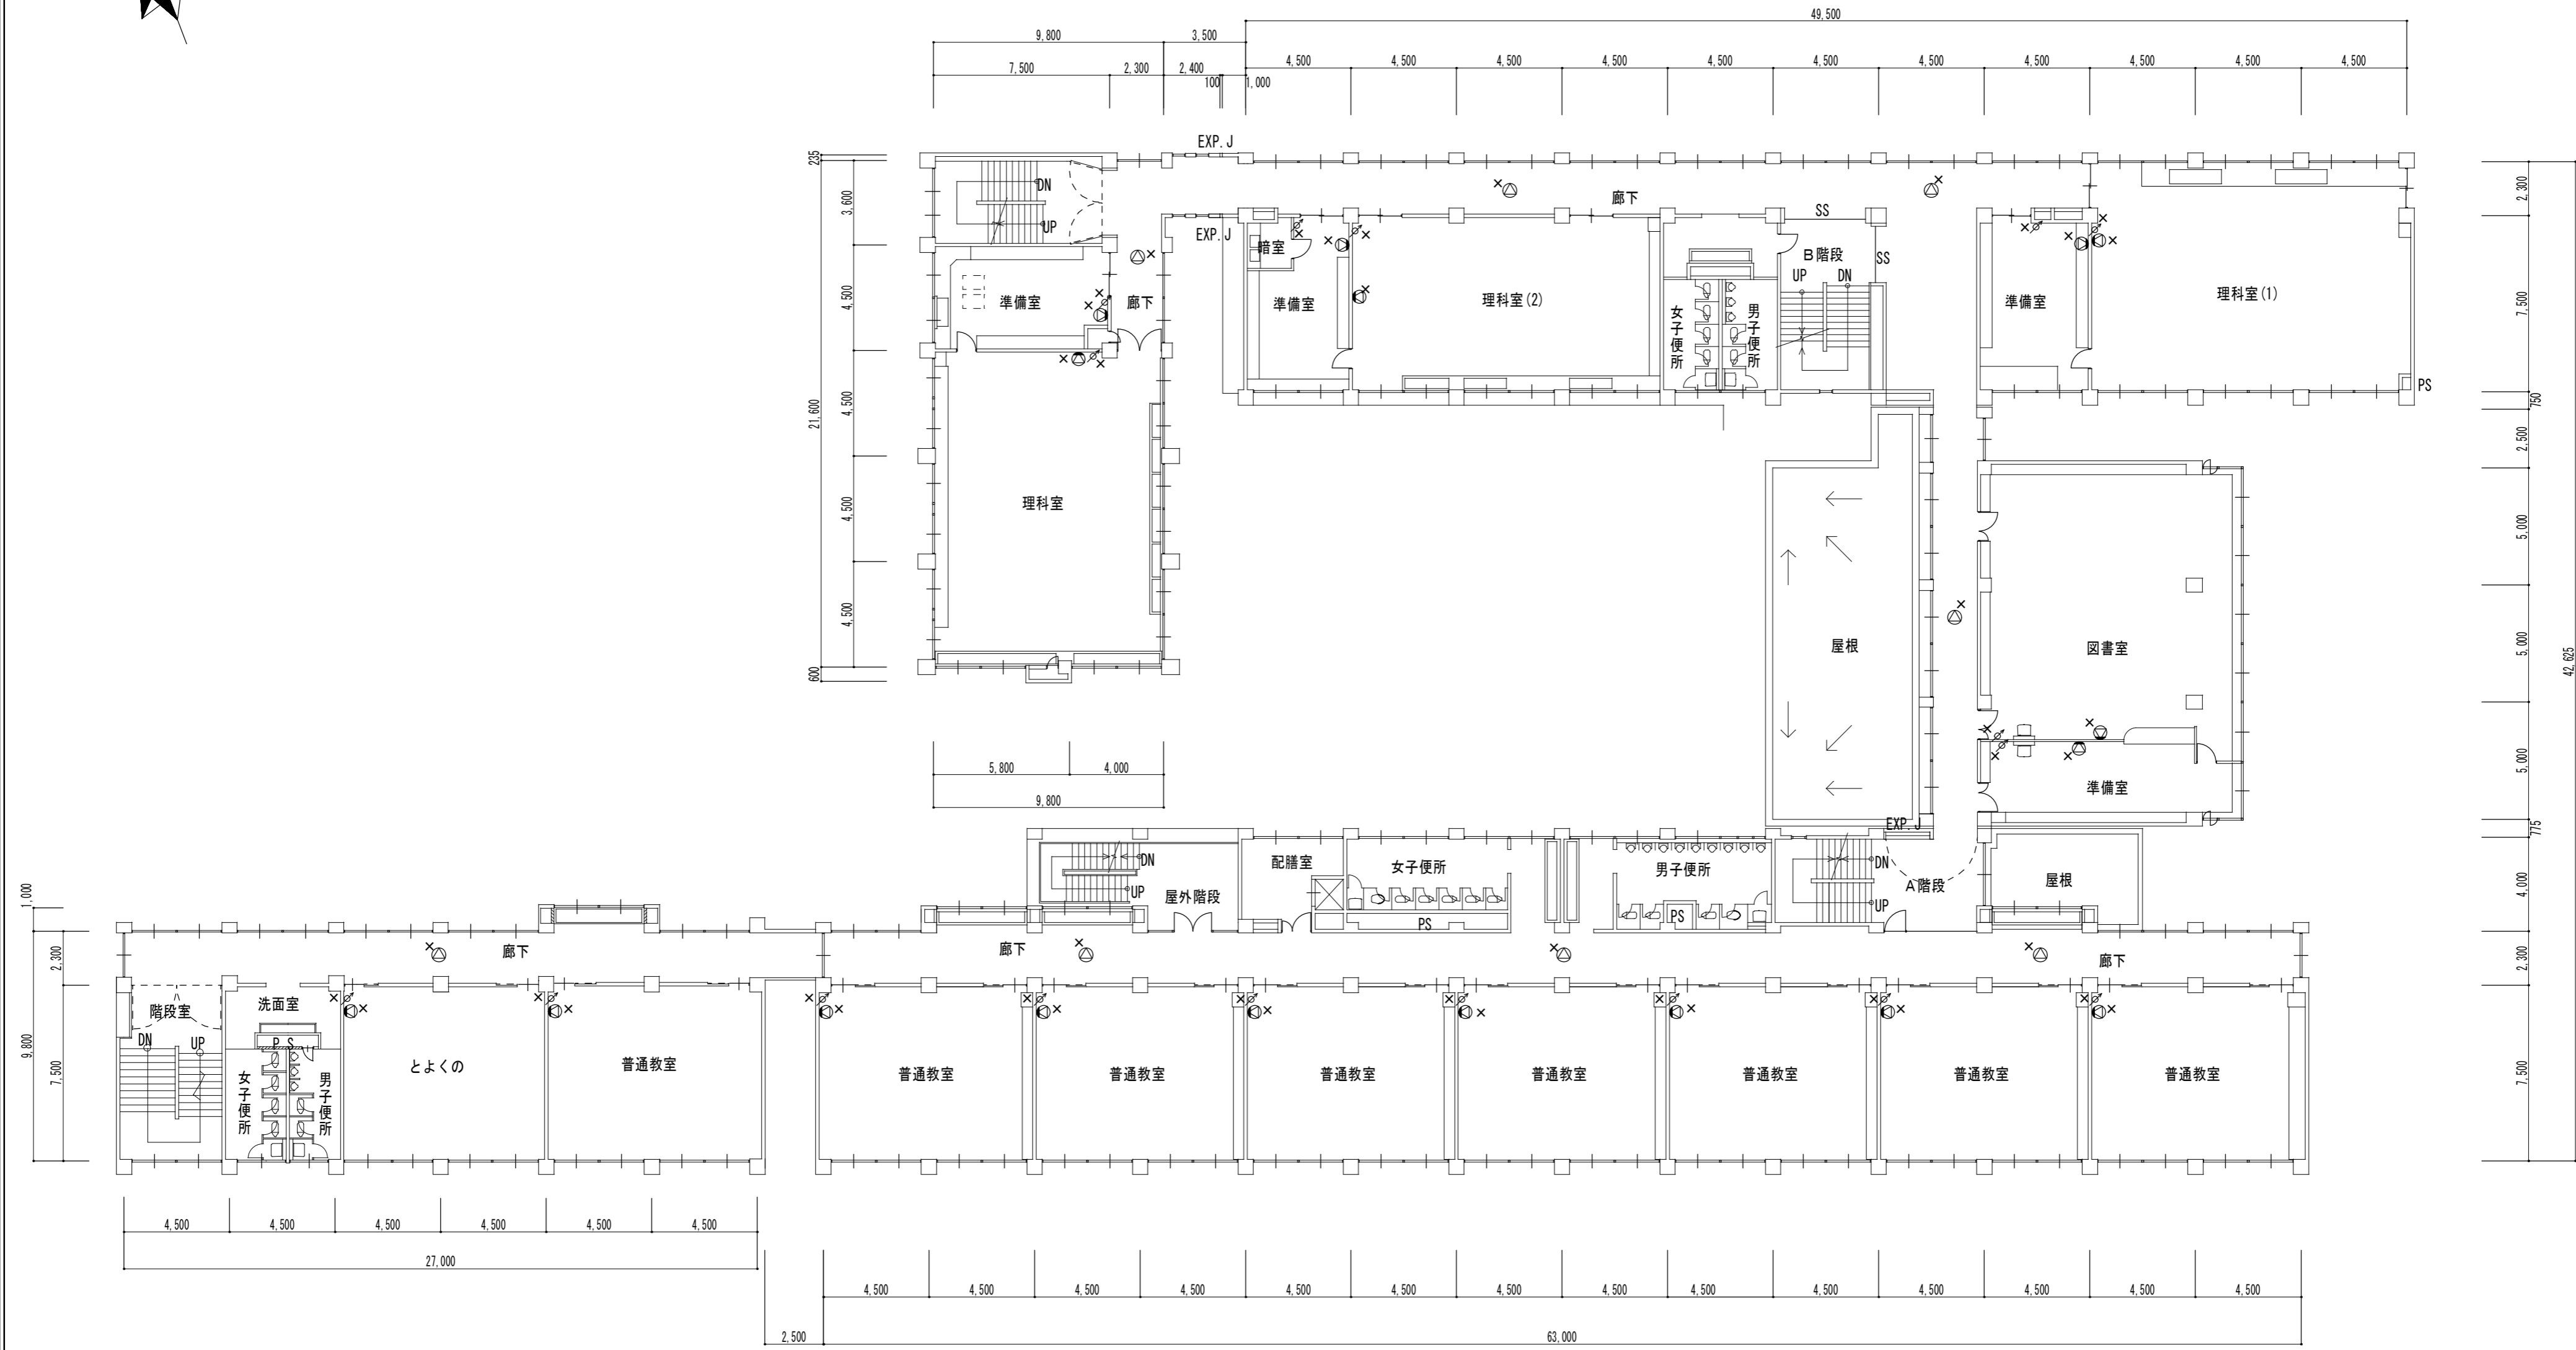 49,500
9,800 3,500
4,500 4,500 4,500 4,500 4,500 4,500 4,500 4,500 4,500 4,500 4,500
7,500 2,300 2,400
100 1,000
EXP.J
235
3,600
4,500
4,500
4,500
4,500
21,600
600
DN
UP
EXP.J
廊下
SS
暗室
B階段
SS
UP DN
準備室
廊下
準備室
理科室(2)
女子便所
男子便所
準備室
理科室(1)
PS
2,300
7,500
750
2,500
5,000
5,000
5,000
775
4,000
2,300
7,500
42,625
理科室
屋根
図書室
準備室
5,800 4,000
9,800
EXP.J
DN
UP
屋外階段
配膳室
女子便所
PS
男子便所
PS
DN
UP
A階段
屋根
1,000
2,300
7,500
9,800
廊下
廊下
廊下
階段室
洗面室
DN UP
P.S
女子便所
男子便所
とよくの
普通教室
普通教室
普通教室
普通教室
普通教室
普通教室
普通教室
普通教室
4,500 4,500 4,500 4,500 4,500 4,500
27,000
4,500 4,500 4,500 4,500 4,500 4,500 4,500 4,500 4,500 4,500 4,500 4,500 4,500 4,500
2,500 63,000